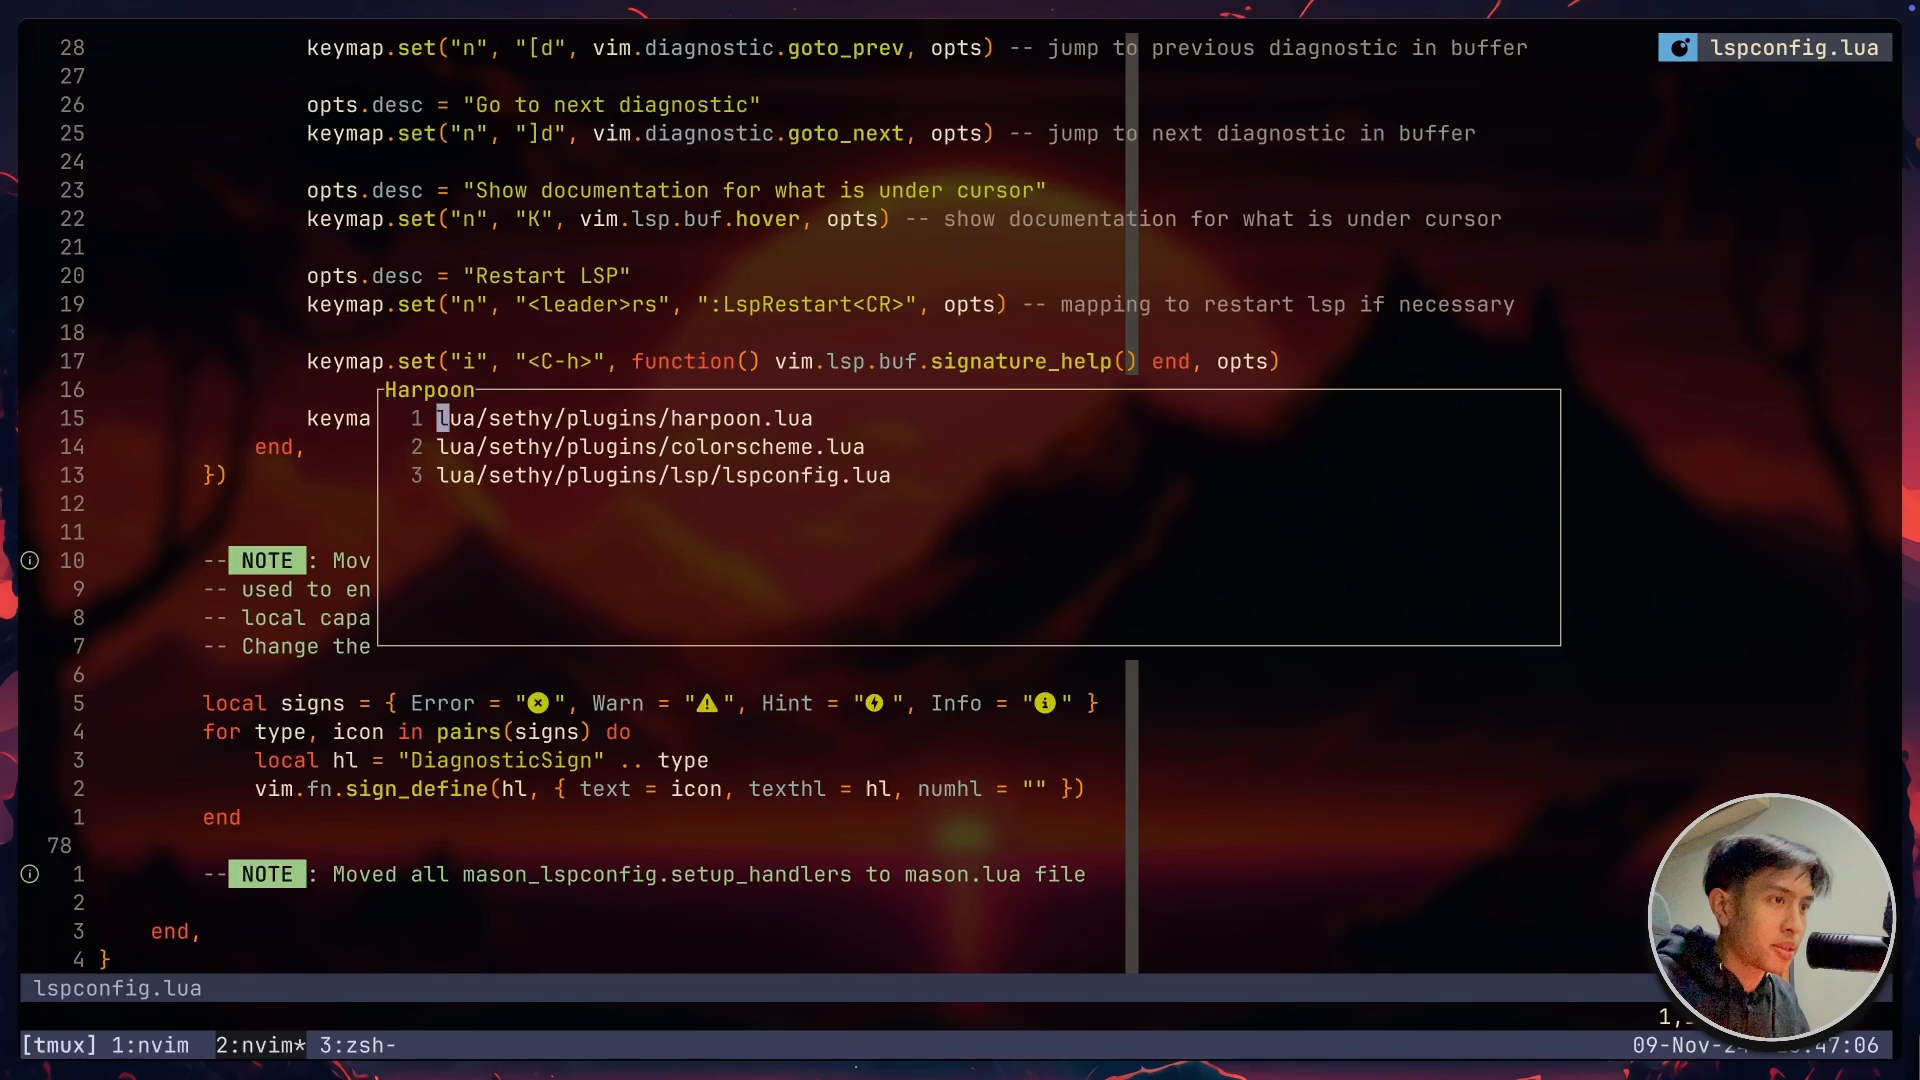 28 keymap.set("n", "[d", vim.diagnostic.goto_prev, opts) -- jump to previous diagnostic in buffer
lspconfig.lua
27
26 opts.desc = "Go to next diagnostic"
25 keymap.set("n", "]d", vim.diagnostic.goto_next, opts) -- jump to next diagnostic in buffer
24
23 opts.desc = "Show documentation for what is under cursor"
22 keymap.set("n", "K", vim.lsp.buf.hover, opts) -- show documentation for what is under cursor
21
20 opts.desc = "Restart LSP"
19 keymap.set("n", "<leader>rs", ":LspRestart<CR>", opts) -- mapping to restart lsp if necessary
18
17 keymap.set("i", "<C-h>", function() vim.lsp.buf.signature_help() end, opts)
16
Harpoon
15 keyma
1 lua/sethy/plugins/harpoon.lua
14 end,
2 lua/sethy/plugins/colorscheme.lua
13 })
3 lua/sethy/plugins/lsp/lspconfig.lua
12
11
10 -- NOTE : Mov
9 -- used to en
8 -- local capa
7 -- Change the
6
5 local signs = { Error = " ", Warn = " ", Hint = " ", Info = " " }
4 for type, icon in pairs(signs) do
3 local hl = "DiagnosticSign" .. type
2 vim.fn.sign_define(hl, { text = icon, texthl = hl, numhl = "" })
1 end
78
1 -- NOTE : Moved all mason_lspconfig.setup_handlers to mason.lua file
2
3 end,
4 }
lspconfig.lua
1,
[tmux] 1:nvim 2:nvim* 3:zsh-
09-Nov-2 47:06